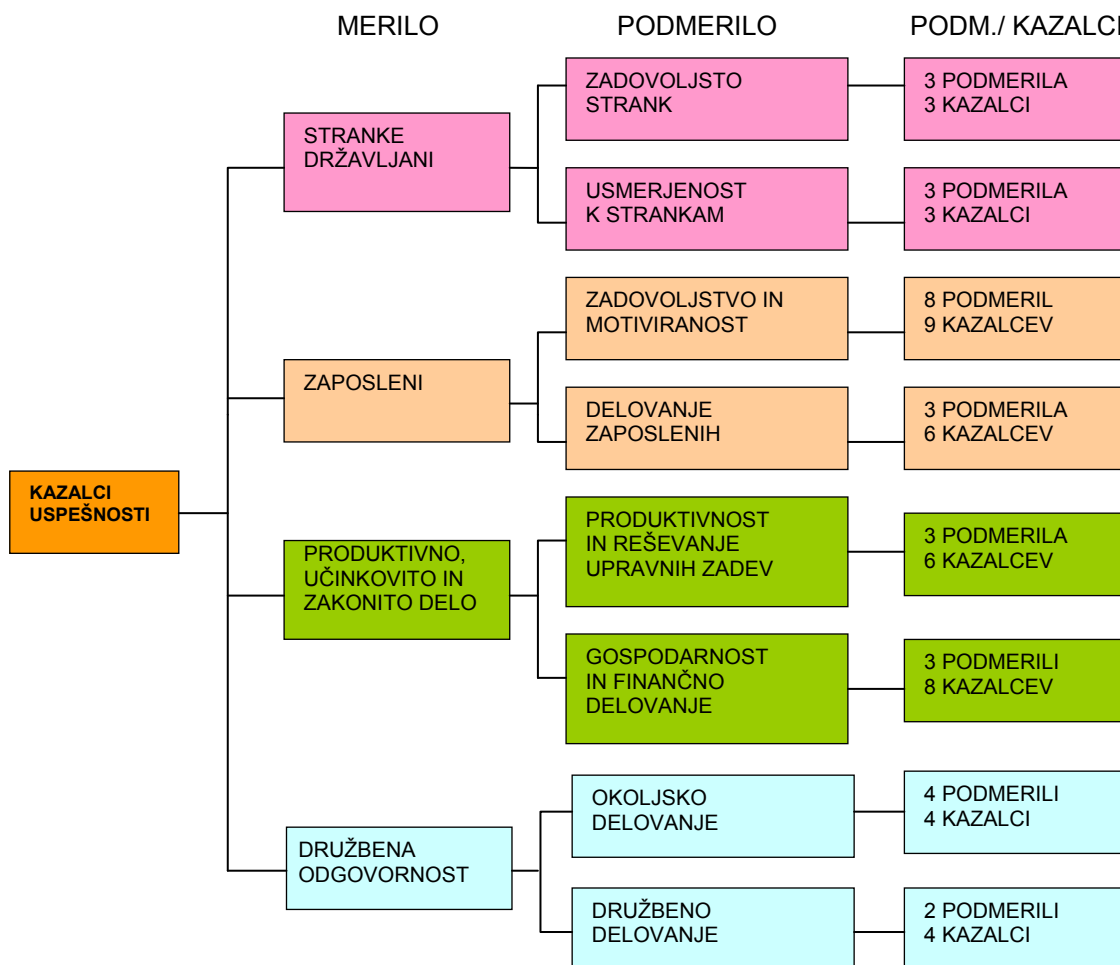 MERILO
PODMERILO
PODM./ KAZALCI
ZADOVOLJSTO
STRANK
3 PODMERILA
3 KAZALCI
STRANKE
DRŽAVLJANI
USMERJENOST
K STRANKAM
3 PODMERILA
3 KAZALCI
ZADOVOLJSTVO IN
MOTIVIRANOST
8 PODMERIL
9 KAZALCEV
ZAPOSLENI
DELOVANJE
ZAPOSLENIH
3 PODMERILA
6 KAZALCEV
KAZALCI
USPEŠNOSTI
PRODUKTIVNOST
IN REŠEVANJE
UPRAVNIH ZADEV
3 PODMERILA
6 KAZALCEV
PRODUKTIVNO,
UČINKOVITO IN
ZAKONITO DELO
GOSPODARNOST
IN FINANČNO
DELOVANJE
3 PODMERILI
8 KAZALCEV
OKOLJSKO
DELOVANJE
4 PODMERILI
4 KAZALCI
DRUŽBENA
ODGOVORNOST
DRUŽBENO
DELOVANJE
2 PODMERILI
4 KAZALCI